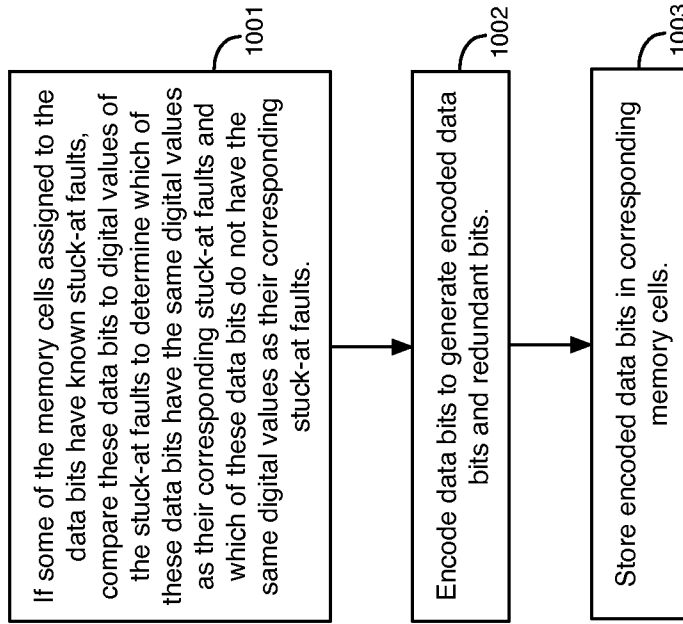 If some of the memory cells assigned to the
data bits have known stuck-at faults,
compare these data bits to digital values of
the stuck-at faults to determine which of
these data bits have the same digital values
as their corresponding stuck-at faults and
which of these data bits do not have the
same digital values as their corresponding
stuck-at faults.
1001
Encode data bits to generate encoded data
bits and redundant bits.
1002
Store encoded data bits in corresponding
memory cells.
1003